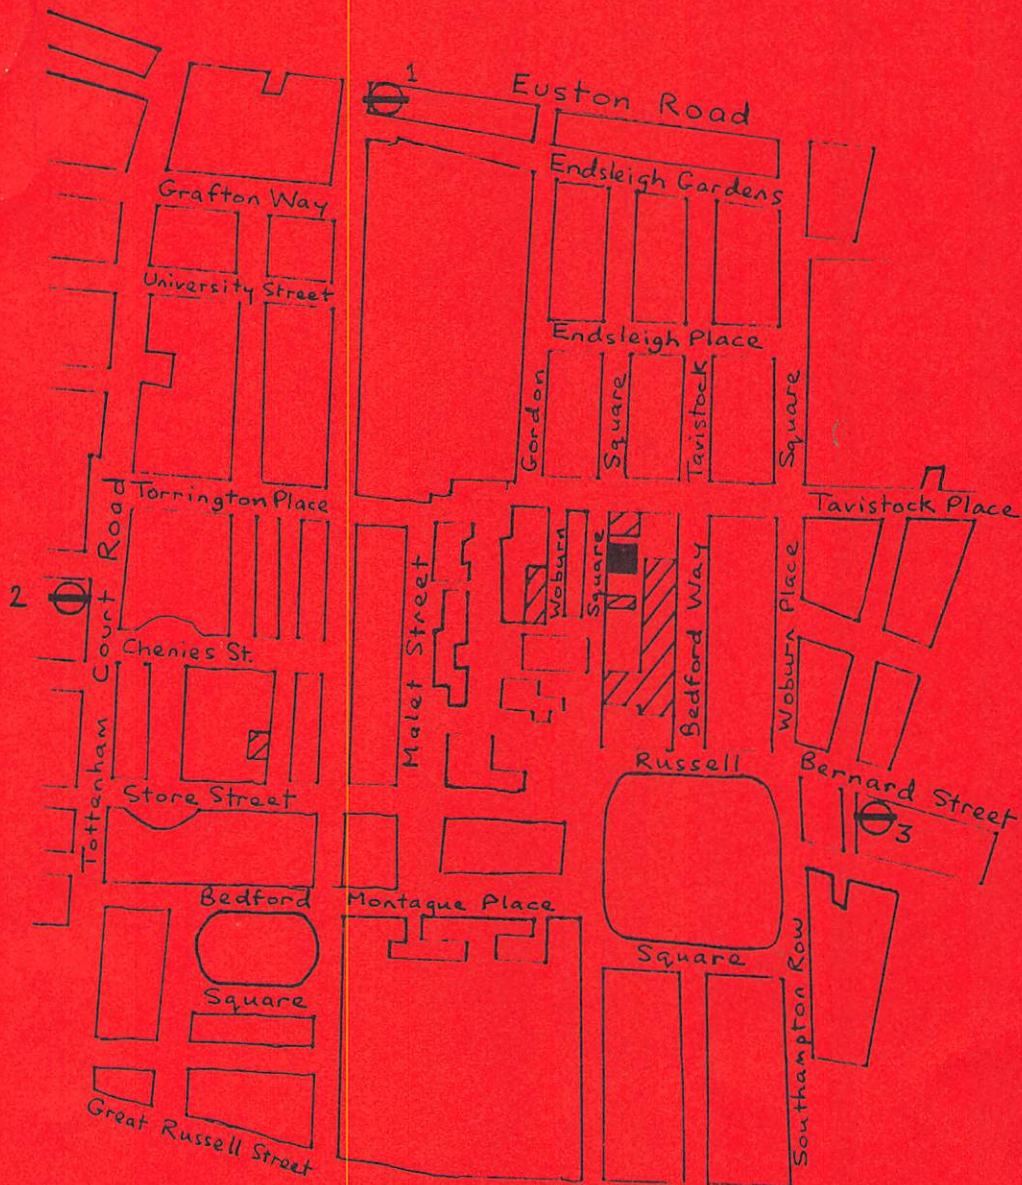 1
Euston Road
Endsleigh Gardens
Grafton Way
University Street
Endsleigh Place
Gordon
Square
Tavistock
Square
Torrington Place
Tavistock Place
Tottenham Court Road
2
Malet Street
Woburn
Square
Bedford Way
Woburn Place
Chenies St.
Russell
Bernard Street
3
Store Street
Bedford
Montague Place
Square
Square
Southampton Row
Great Russell Street